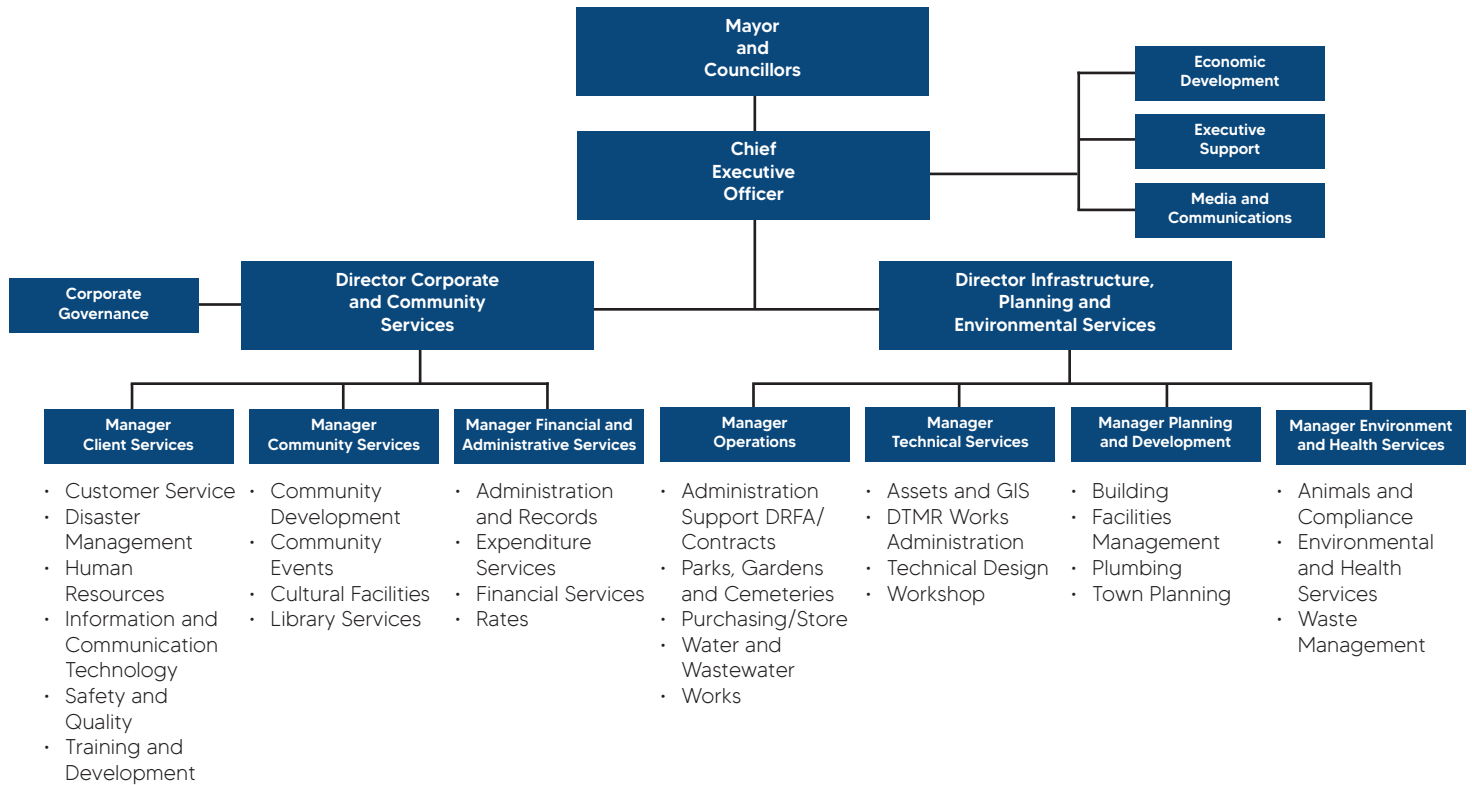 Mayor
and
Councillors
Economic
Development
Executive
Support
Chief
Executive
Officer
Media and
Communications
Corporate
Governance
Director Corporate
and Community
Services
Director Infrastructure,
Planning and
Environmental Services
Manager
Client Services
• Customer Service
• Disaster
Management
• Human
Resources
• Information and
Communication
Technology
• Safety and
Quality
• Training and
Development
Manager
Community Services
• Community
Development
• Community
Events
• Cultural Facilities
• Library Services
Manager Financial and
Administrative Services
• Administration
and Records
• Expenditure
Services
• Financial Services
• Rates
Manager
Operations
• Administration
Support DRFA/
Contracts
• Parks, Gardens
and Cemeteries
• Purchasing/Store
• Water and
Wastewater
• Works
Manager
Technical Services
• Assets and GIS
• DTMR Works
Administration
• Technical Design
• Workshop
Manager Planning
and Development
• Building
• Facilities
Management
• Plumbing
• Town Planning
Manager Environment
and Health Services
• Animals and
Compliance
• Environmental
and Health
Services
• Waste
Management